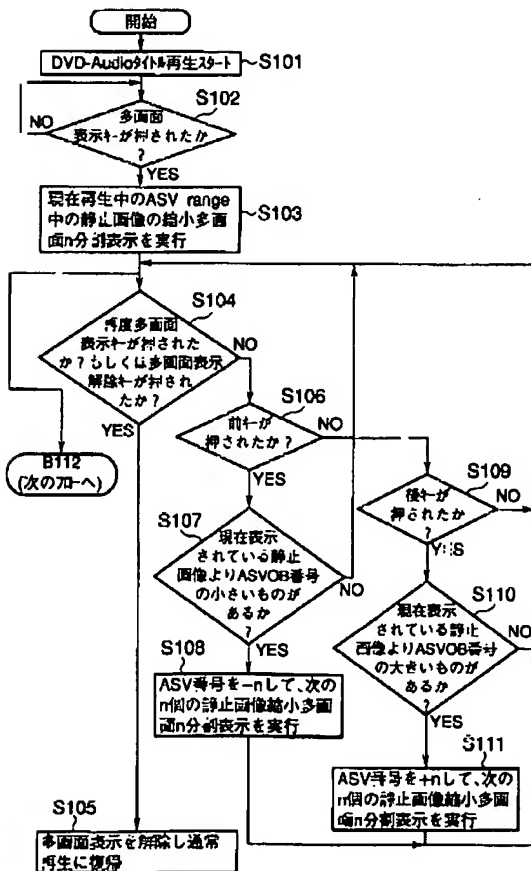 開始
DVD-Audioタイトル再生スタート
S101
S102
多画面
表示キーが押されたか
?
NO
YES
現在再生中のASV range
中の静止画像の縮小多画
面n分割表示を実行
S103
S104
再度多画面
表示キーが押された
か?もしくは多画面表示
解除キーが押され
たか?
NO
YES
B112
(次のフローへ)
S106
前キーが
押されたか?
NO
YES
S109
後キーが
押されたか
?
NO
YES
S107
現在表示
されている静止
画像よりASVOB番号
の小さいものが
あるか
?
NO
YES
S110
現在表示
されている静止
画像よりASVOB番号
の大きいものが
あるか
?
NO
YES
S108
ASV番号を-nして、次の
n個の静止画像縮小多画
面n分割表示を実行
S111
ASV番号を+nして、次の
n個の静止画像縮小多画
面n分割表示を実行
S105
多画面表示を解除し通常
再生に復帰